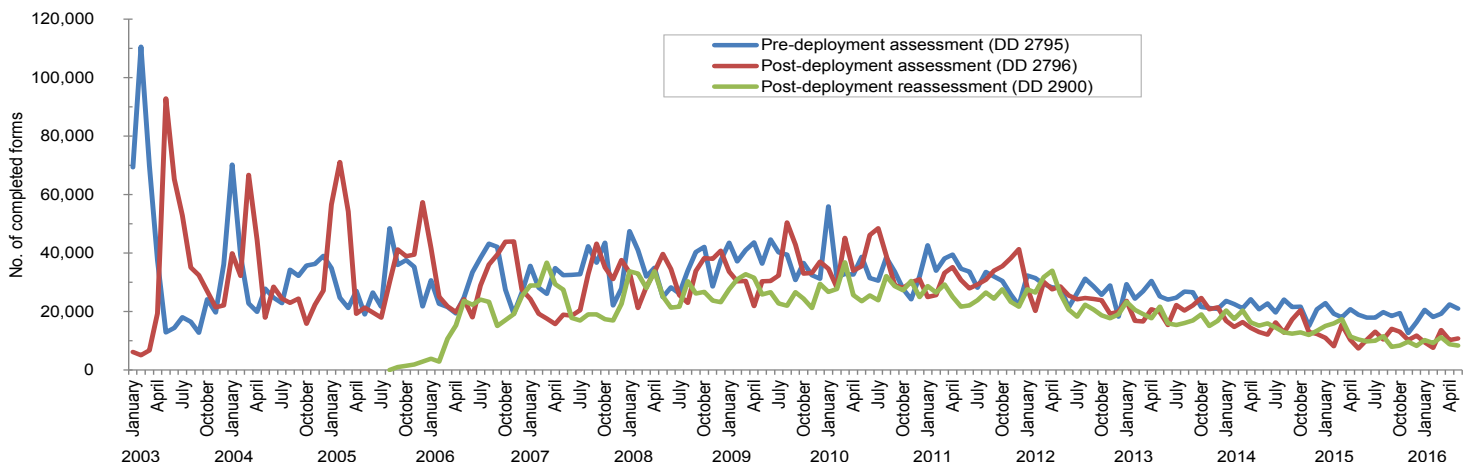 120,000
100,000
80,000
60,000
40,000
20,000
0
No. of completed forms
Pre-deployment assessment (DD 2795)
Post-deployment assessment (DD 2796)
Post-deployment reassessment (DD 2900)
January April July October January April July October January April July October January April July October January April July October January April July October January April July October January April July October January April July October January April July October January April July October January April July October January April July October January April
2003 2004 2005 2006 2007 2008 2009 2010 2011 2012 2013 2014 2015 2016